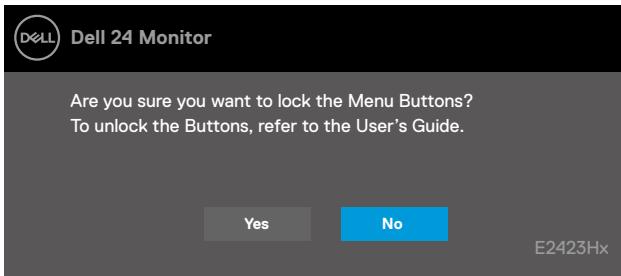 DELL Dell 24 Monitor
Are you sure you want to lock the Menu Buttons?
To unlock the Buttons, refer to the User's Guide.
Yes No
E2423Hx